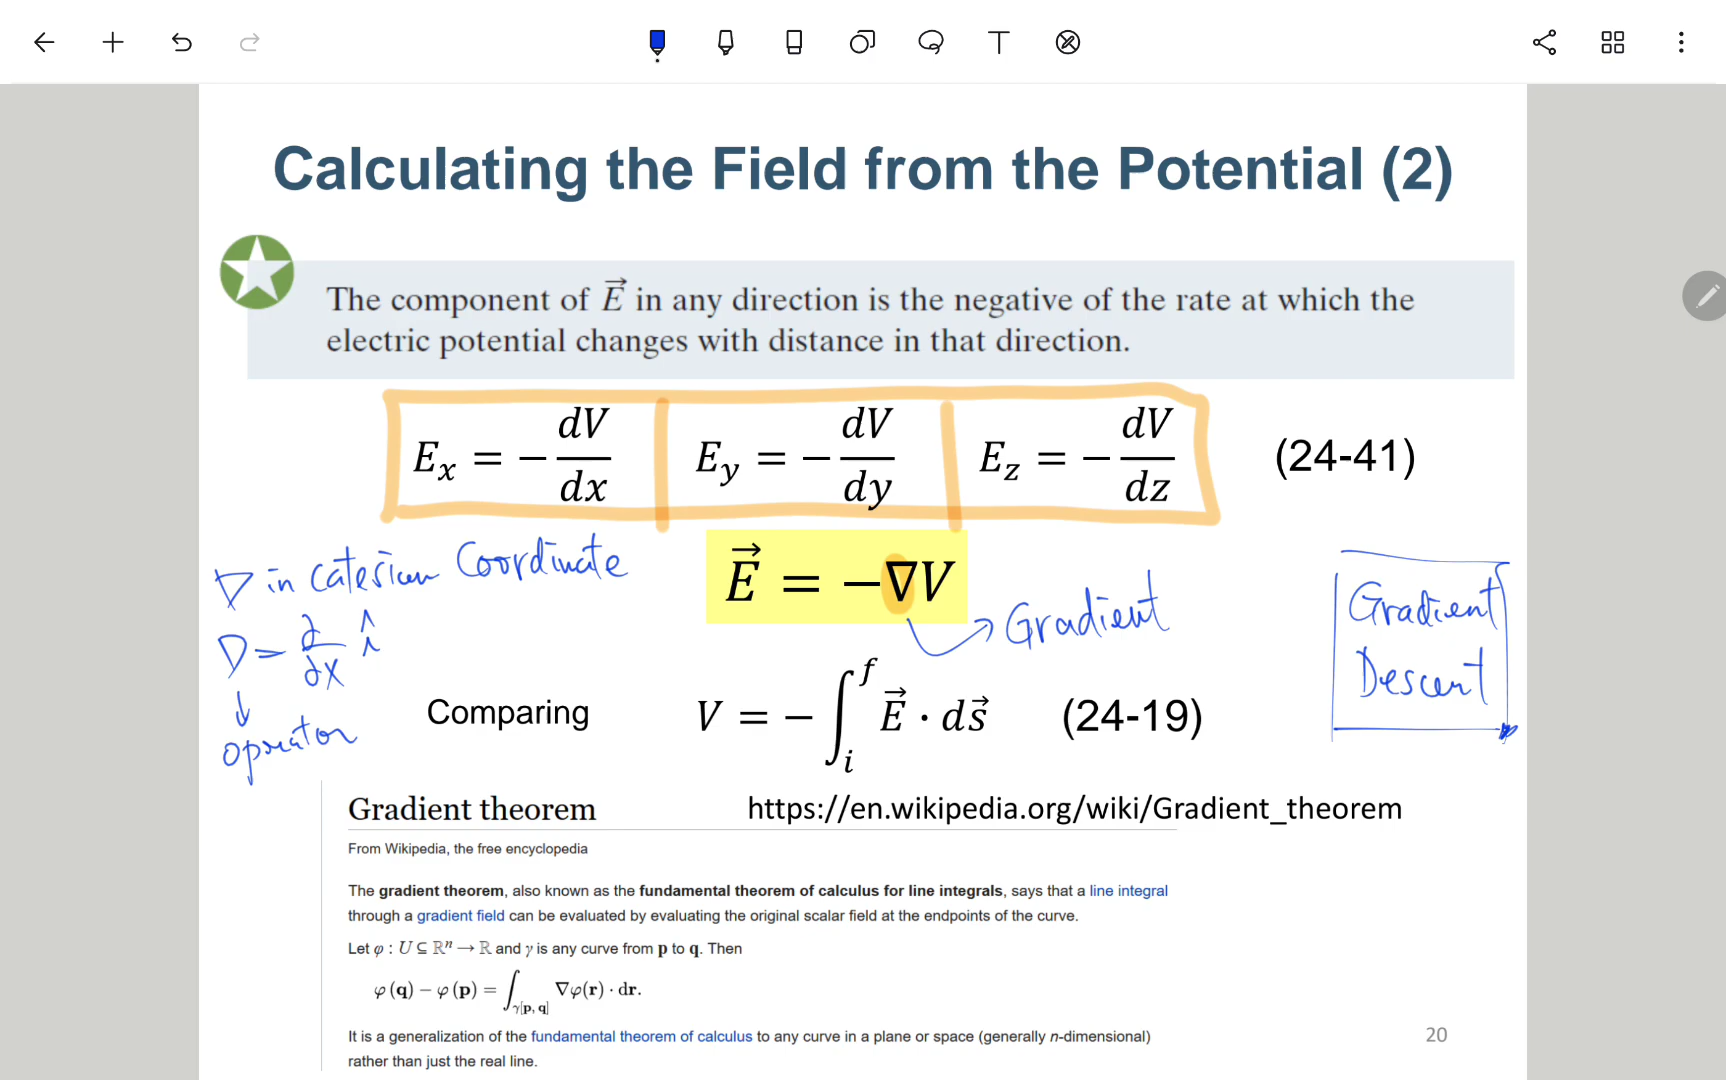 Calculating the Field from the Potential (2)
The component of E⃗ in any direction is the negative of the rate at which the
electric potential changes with distance in that direction.
E_x = −dV/dx  E_y = −dV/dy  E_z = −dV/dz  (24-41)
∇ in Catesian Coordinate
E⃗ = −∇V
Gradient
Gradient
Descent
∇ = ∂/∂x î
↓
operator
Comparing  V = −∫_i^f E⃗ · ds⃗  (24-19)
Gradient theorem
https://en.wikipedia.org/wiki/Gradient_theorem
From Wikipedia, the free encyclopedia
The gradient theorem, also known as the fundamental theorem of calculus for line integrals, says that a line integral
through a gradient field can be evaluated by evaluating the original scalar field at the endpoints of the curve.
Let φ : U ⊆ ℝⁿ → ℝ and γ is any curve from p to q. Then
φ (q) − φ (p) = ∫_γ[p, q] ∇φ(r) · dr.
It is a generalization of the fundamental theorem of calculus to any curve in a plane or space (generally n-dimensional)
rather than just the real line.
20